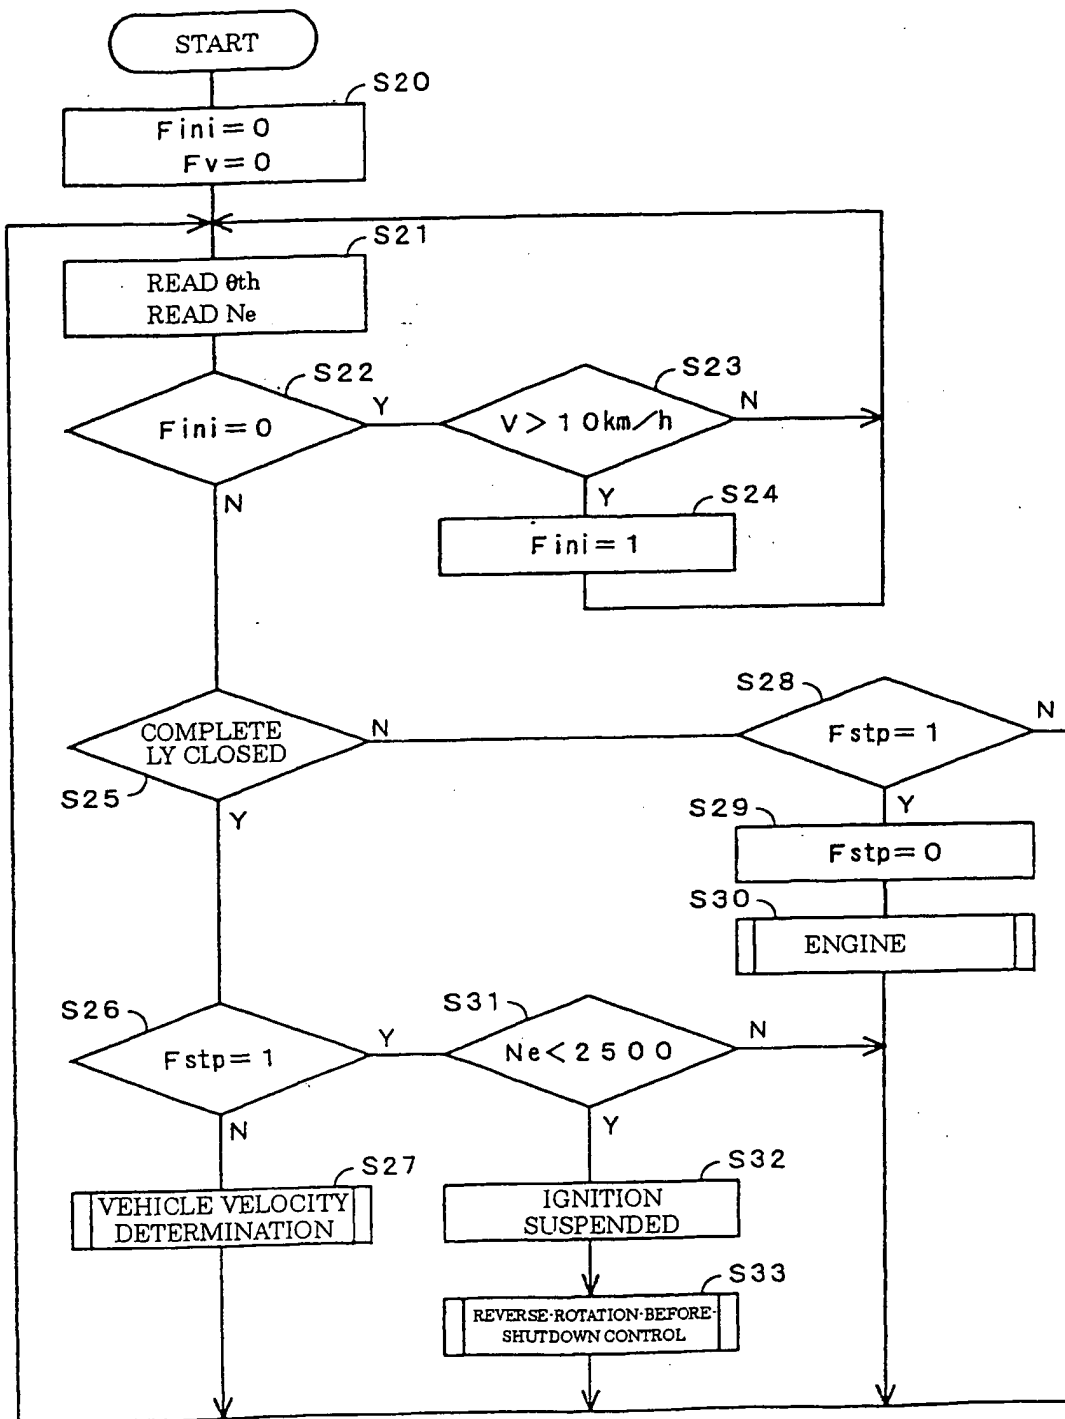 START
S20
Fini=0
Fv=0
S21
READ θth
READ Ne
S22
Fini=0
Y
N
S23
V>10km/h
N
Y
S24
Fini=1
COMPLETE
LY CLOSED
S25
N
Y
S28
Fstp=1
N
Y
S29
Fstp=0
S30
ENGINE
S26
Fstp=1
Y
N
S31
Ne<2500
N
Y
S27
VEHICLE VELOCITY
DETERMINATION
S32
IGNITION
SUSPENDED
S33
REVERSE-ROTATION-BEFORE-
SHUTDOWN CONTROL